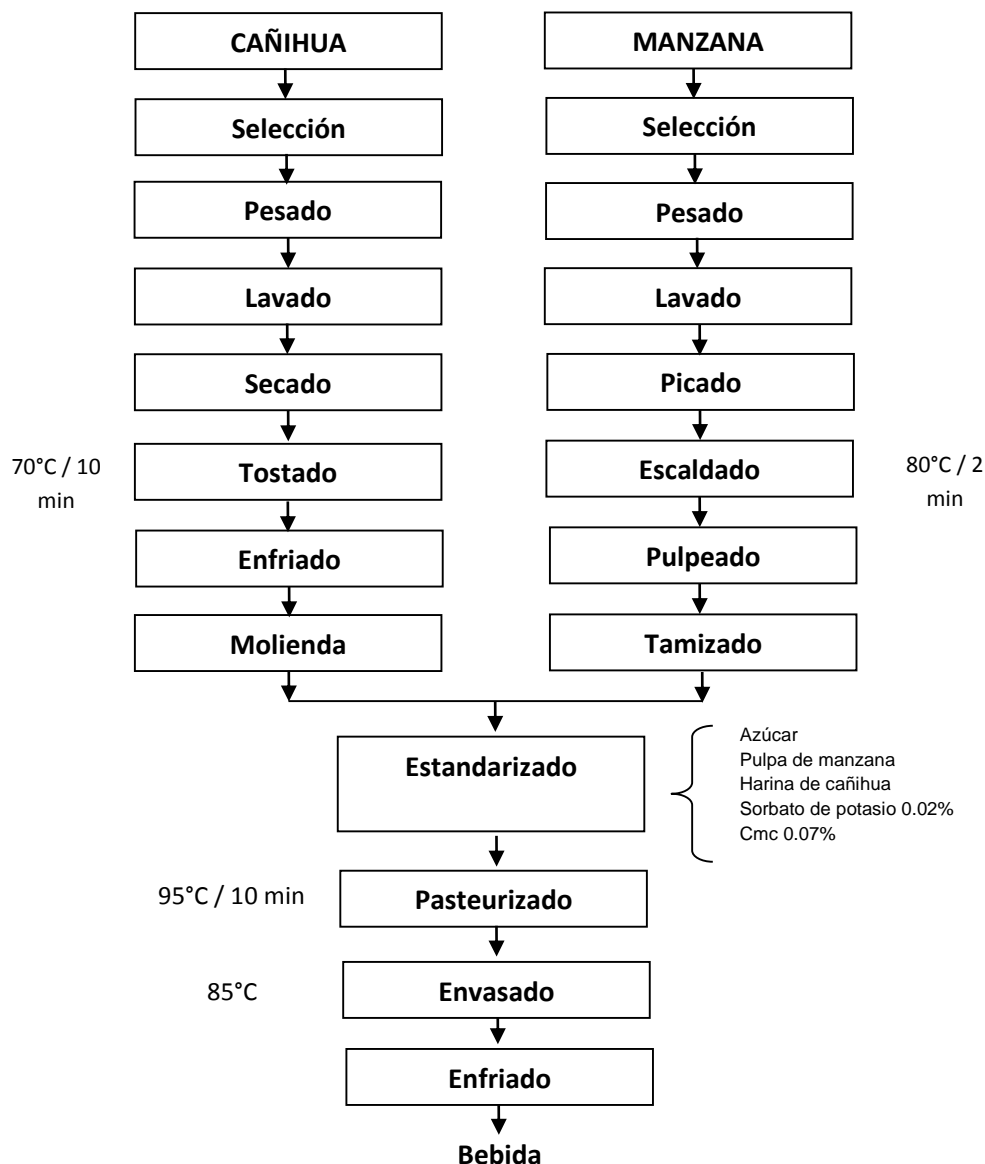 CAÑIHUA
Selección
Pesado
Lavado
Secado
70°C / 10
min
Tostado
Enfriado
Molienda
MANZANA
Selección
Pesado
Lavado
Picado
Escaldado
80°C / 2
min
Pulpeado
Tamizado
Estandarizado
Azúcar
Pulpa de manzana
Harina de cañihua
Sorbato de potasio 0.02%
Cmc 0.07%
95°C / 10 min
Pasteurizado
85°C
Envasado
Enfriado
Bebida